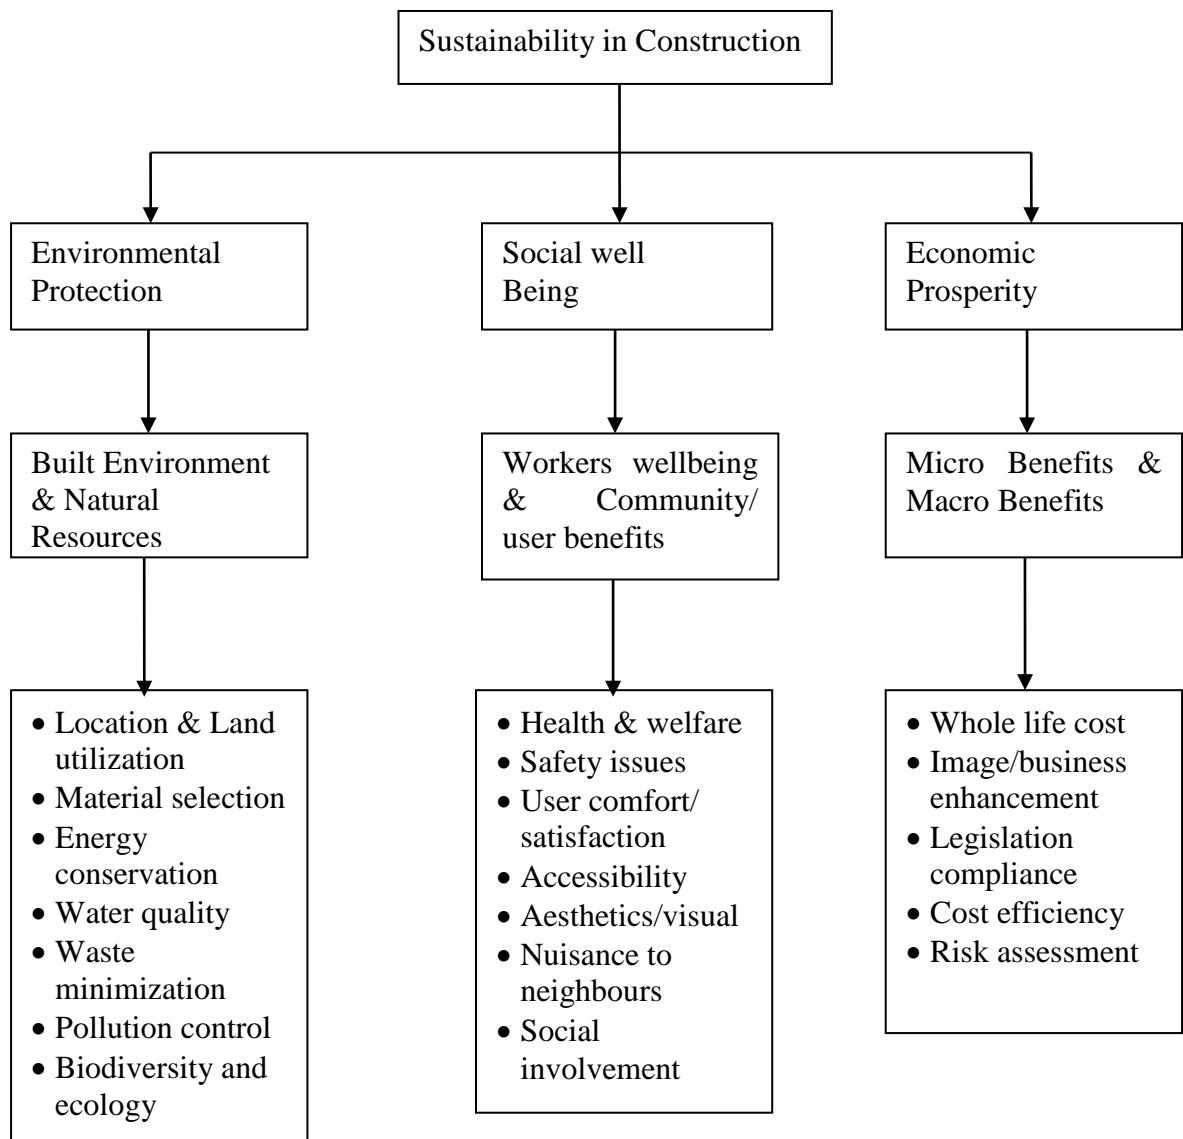 Sustainability in Construction
Environmental
Protection
Social well
Being
Economic
Prosperity
Built Environment
& Natural
Resources
Workers wellbeing
& Community/
user benefits
Micro Benefits &
Macro Benefits
• Location & Land
utilization
• Material selection
• Energy
conservation
• Water quality
• Waste
minimization
• Pollution control
• Biodiversity and
ecology
• Health & welfare
• Safety issues
• User comfort/
satisfaction
• Accessibility
• Aesthetics/visual
• Nuisance to
neighbours
• Social
involvement
• Whole life cost
• Image/business
enhancement
• Legislation
compliance
• Cost efficiency
• Risk assessment